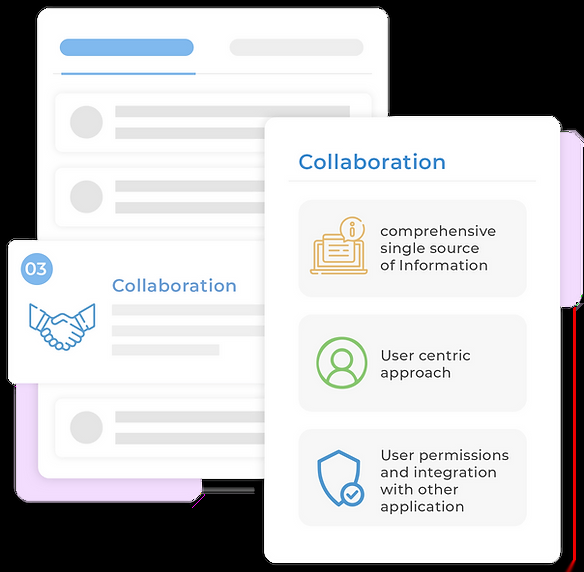 03
Collaboration
Collaboration
comprehensive
single source
of Information
User centric
approach
User permissions
and integration
with other
application